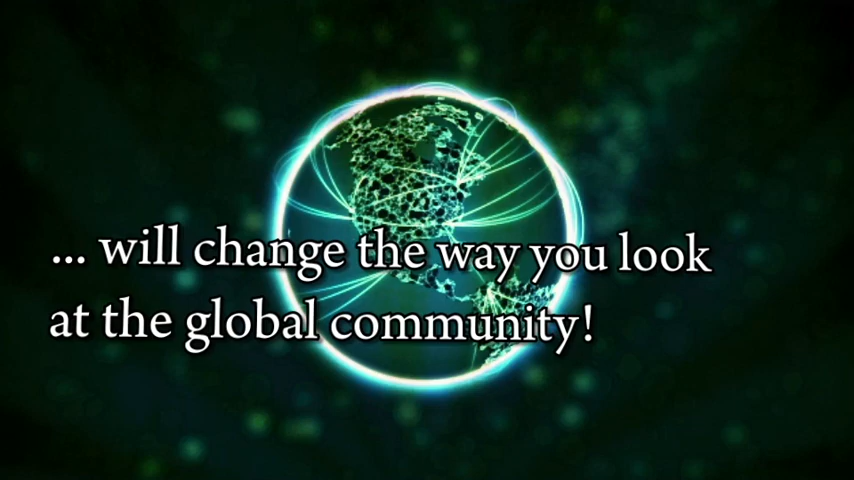 ... will change the way you look
at the global community!